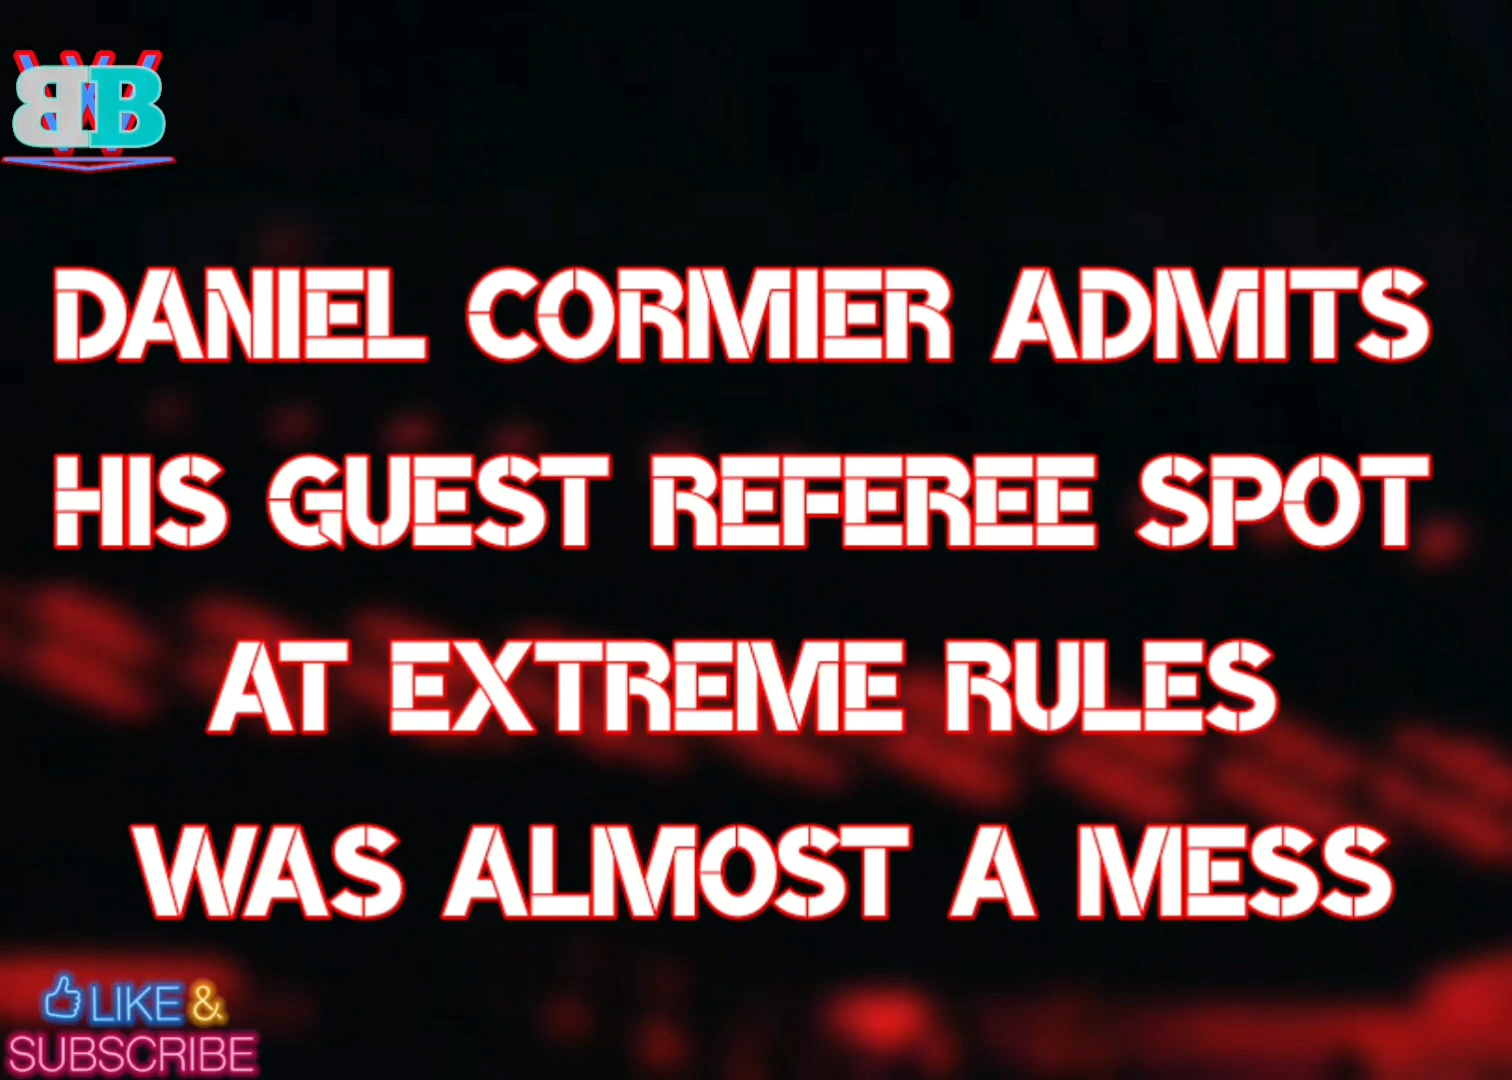 DANIEL CORMIER ADMITS
HIS GUEST REFEREE SPOT
AT EXTREME RULES
WAS ALMOST A MESS
LIKE &
SUBSCRIBE